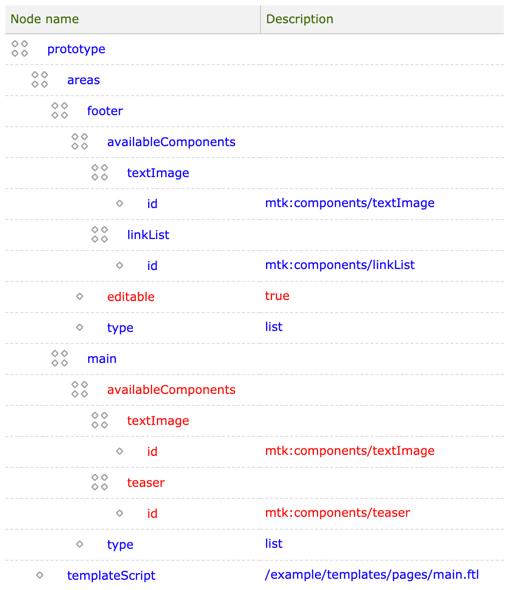 Node name Description
prototype
areas
footer
availableComponents
textImage
id mtk:components/textImage
linkList
id mtk:components/linkList
editable true
type list
main
availableComponents
textImage
id mtk:components/textImage
teaser
id mtk:components/teaser
type list
templateScript /example/templates/pages/main.ftl